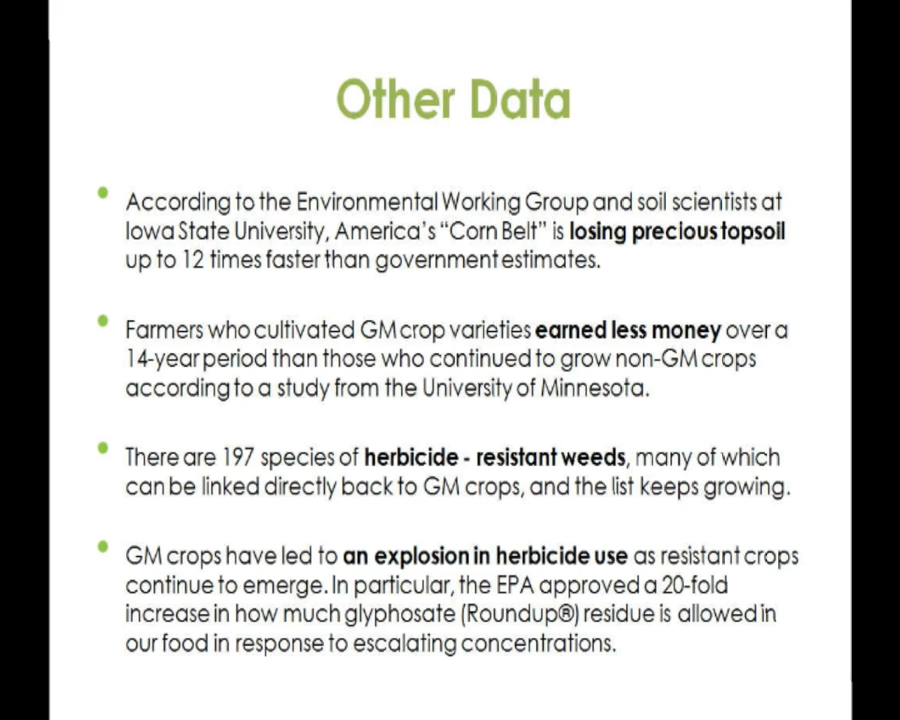 Other Data
• According to the Environmental Working Group and soil scientists at
Iowa State University, America's "Corn Belt" is losing precious topsoil
up to 12 times faster than government estimates.
• Farmers who cultivated GM crop varieties earned less money over a
14-year period than those who continued to grow non-GM crops
according to a study from the University of Minnesota.
• There are 197 species of herbicide - resistant weeds, many of which
can be linked directly back to GM crops, and the list keeps growing.
• GM crops have led to an explosion in herbicide use as resistant crops
continue to emerge. In particular, the EPA approved a 20-fold
increase in how much glyphosate (Roundup®) residue is allowed in
our food in response to escalating concentrations.